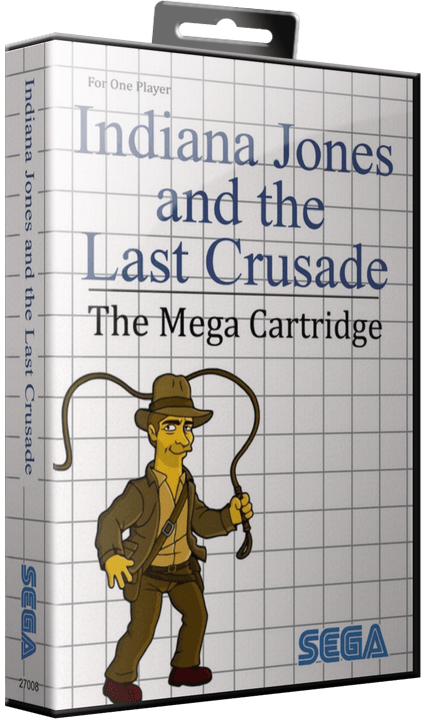 For One Player
Indiana Jones
and the
Last Crusade
The Mega Cartridge
SEGA
Indiana Jones and the Last Crusade
SEGA
27008